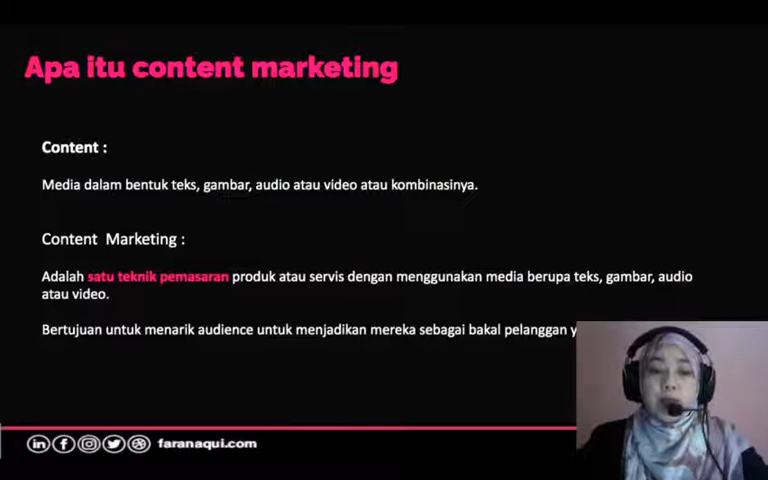 Apa itu content marketing
Content :
Media dalam bentuk teks, gambar, audio atau video atau kombinasinya.
Content Marketing :
Adalah satu teknik pemasaran produk atau servis dengan menggunakan media berupa teks, gambar, audio
atau video.
Bertujuan untuk menarik audience untuk menjadikan mereka sebagai bakal pelanggan
faranaqui.com